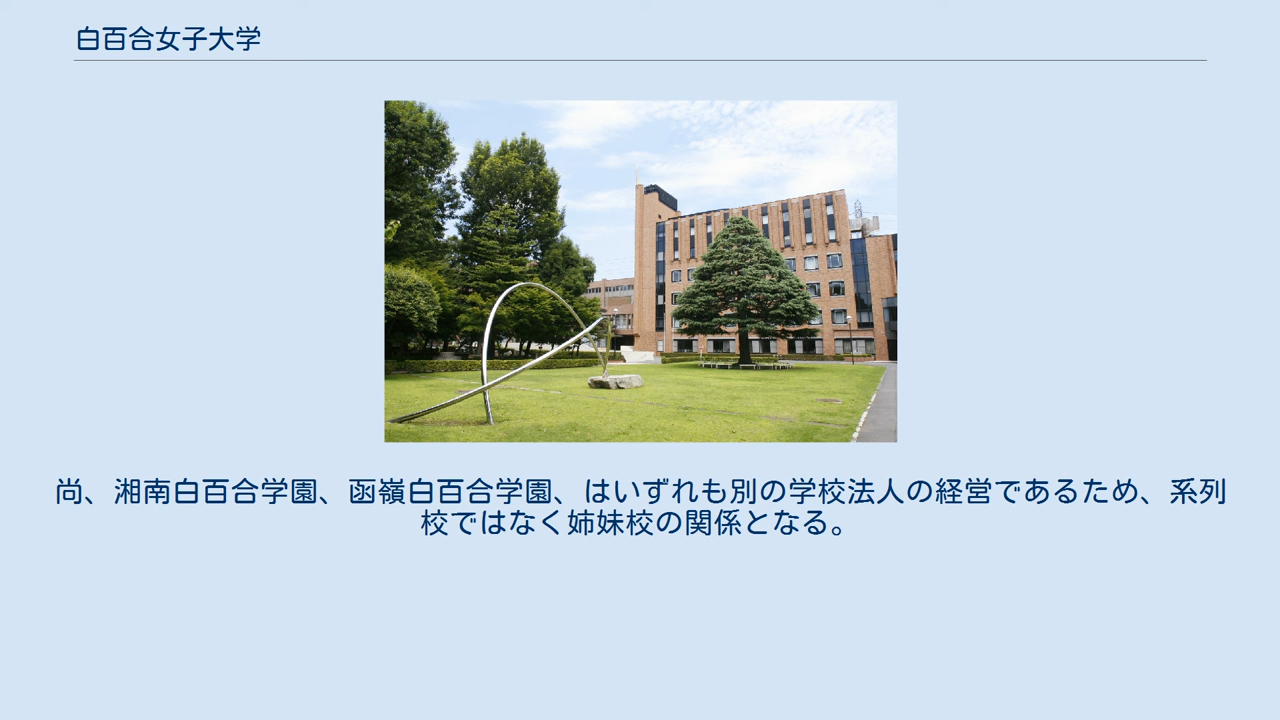 白百合女子大学
尚、湘南白百合学園、函嶺白百合学園、はいずれも別の学校法人の経営であるため、系列
校ではなく姉妹校の関係となる。